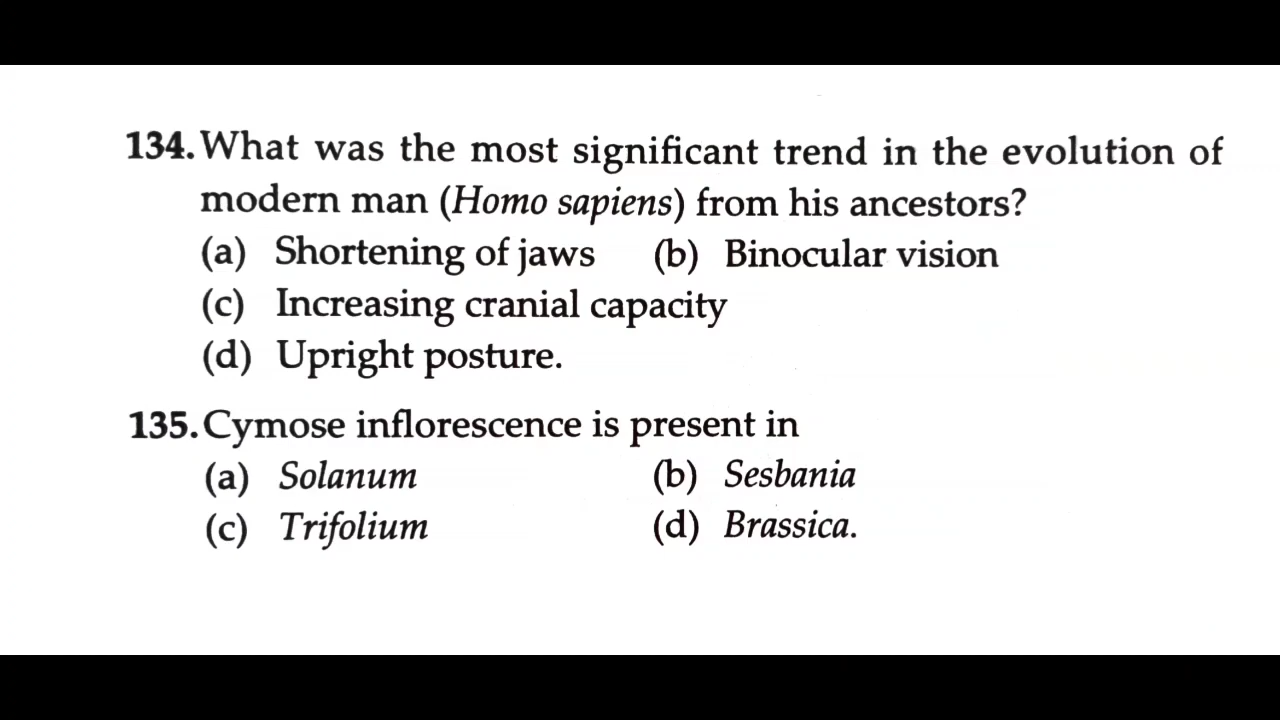 134. What was the most significant trend in the evolution of
modern man (Homo sapiens) from his ancestors?
(a) Shortening of jaws (b) Binocular vision
(c) Increasing cranial capacity
(d) Upright posture.
135. Cymose inflorescence is present in
(a) Solanum (b) Sesbania
(c) Trifolium (d) Brassica.